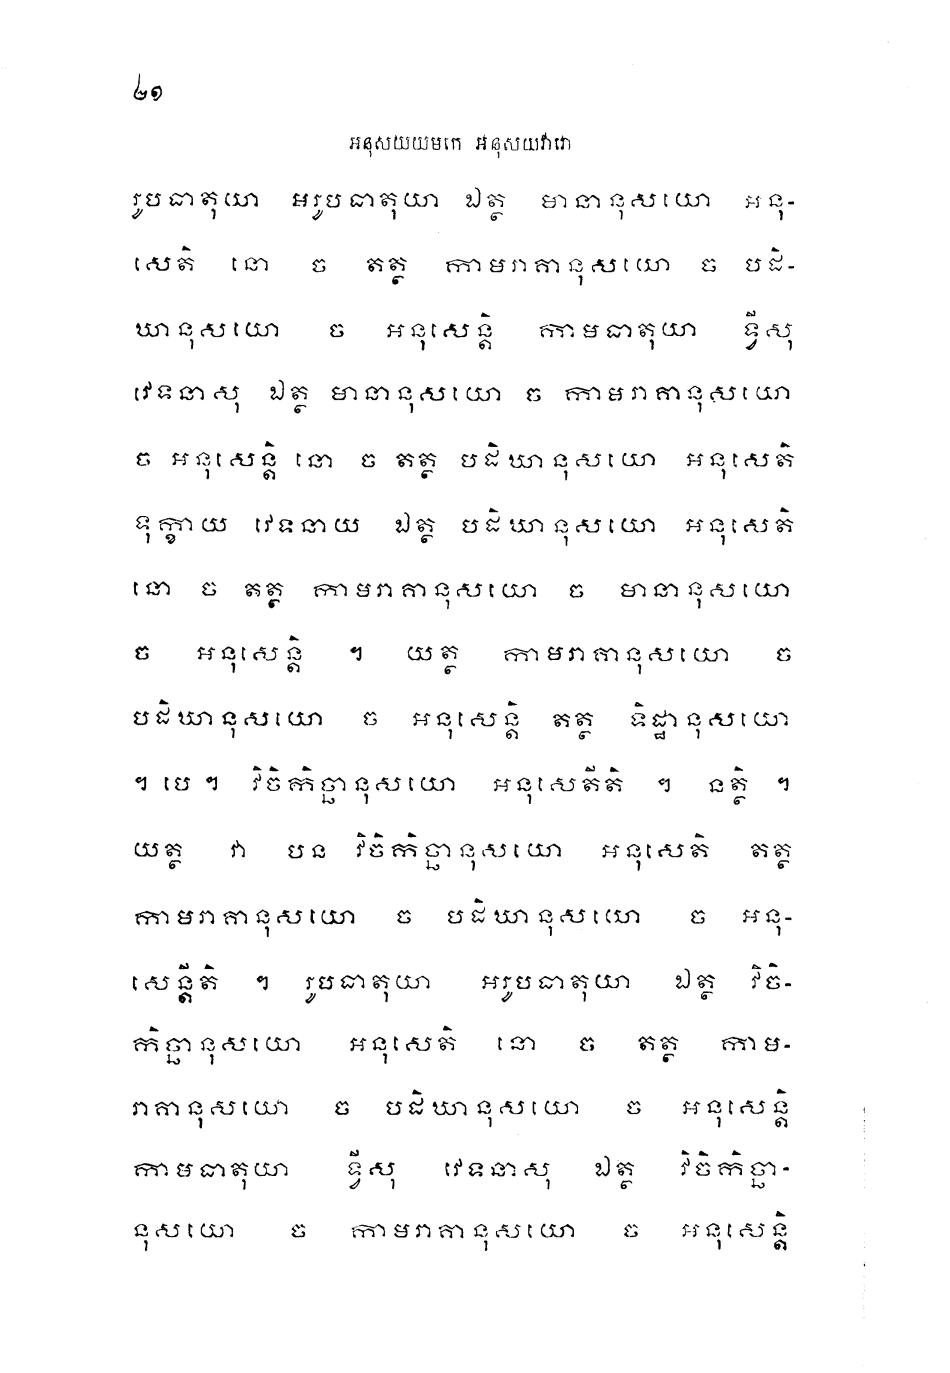 ៤១
អនុសយយមកេ អនុសយវារោ
រូបធាតុយា អរូបធាតុយា ឯត្ថ មានានុសយោ អនុ-
សេតិ នោ ច តត្ថ កាមរាគានុសយោ ច បដិ-
ឃានុសយោ ច អនុសេន្តិ កាមធាតុយា ទ្វីសុ
វេទនាសុ ឯត្ថ មានានុសយោ ច កាមរាគានុសយោ
ច អនុសេន្តិ នោ ច តត្ថ បដិឃានុសយោ អនុសេតិ
ទុក្ខាយ វេទនាយ ឯត្ថ បដិឃានុសយោ អនុសេតិ
នោ ច តត្ថ កាមរាគានុសយោ ច មានានុសយោ
ច អនុសេន្តិ ។ យត្ថ កាមរាគានុសយោ ច
បដិឃានុសយោ ច អនុសេន្តិ តត្ថ ទិដ្ឋានុសយោ
។ បេ ។ វិចិកិច្ឆានុសយោ អនុសេតីតិ ។ នត្ថិ ។
យត្ថ វា បន វិចិកិច្ឆានុសយោ អនុសេតិ តត្ថ
កាមរាគានុសយោ ច បដិឃានុសយោ ច អនុ-
សេន្តីតិ ។ រូបធាតុយា អរូបធាតុយា ឯត្ថ វិចិ-
កិច្ឆានុសយោ អនុសេតិ នោ ច តត្ថ កាម-
រាគានុសយោ ច បដិឃានុសយោ ច អនុសេន្តិ
កាមធាតុយា ទ្វីសុ វេទនាសុ ឯត្ថ វិចិកិច្ឆា-
នុសយោ ច កាមរាគានុសយោ ច អនុសេន្តិ